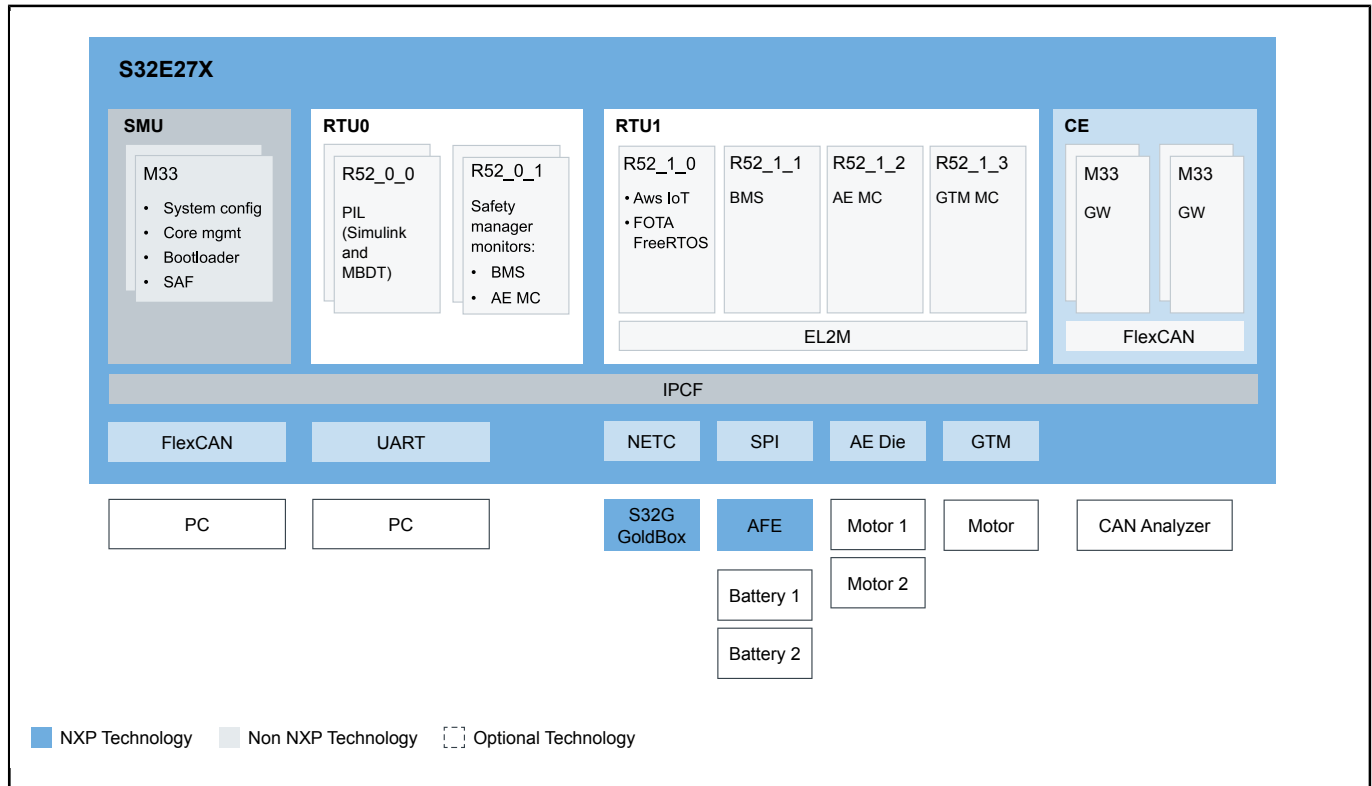 S32E27X
SMU
M33
• System config
• Core mgmt
• Bootloader
• SAF
RTU0
R52_0_0
PIL
(Simulink
and
MBDT)
R52_0_1
Safety
manager
monitors:
• BMS
• AE MC
RTU1
R52_1_0
• Aws IoT
• FOTA
FreeRTOS
R52_1_1
BMS
R52_1_2
AE MC
R52_1_3
GTM MC
EL2M
CE
M33
GW
M33
GW
FlexCAN
IPCF
FlexCAN
UART
NETC
SPI
AE Die
GTM
PC
PC
S32G
GoldBox
AFE
Motor 1
Motor
CAN Analyzer
Battery 1
Motor 2
Battery 2
NXP Technology
Non NXP Technology
Optional Technology